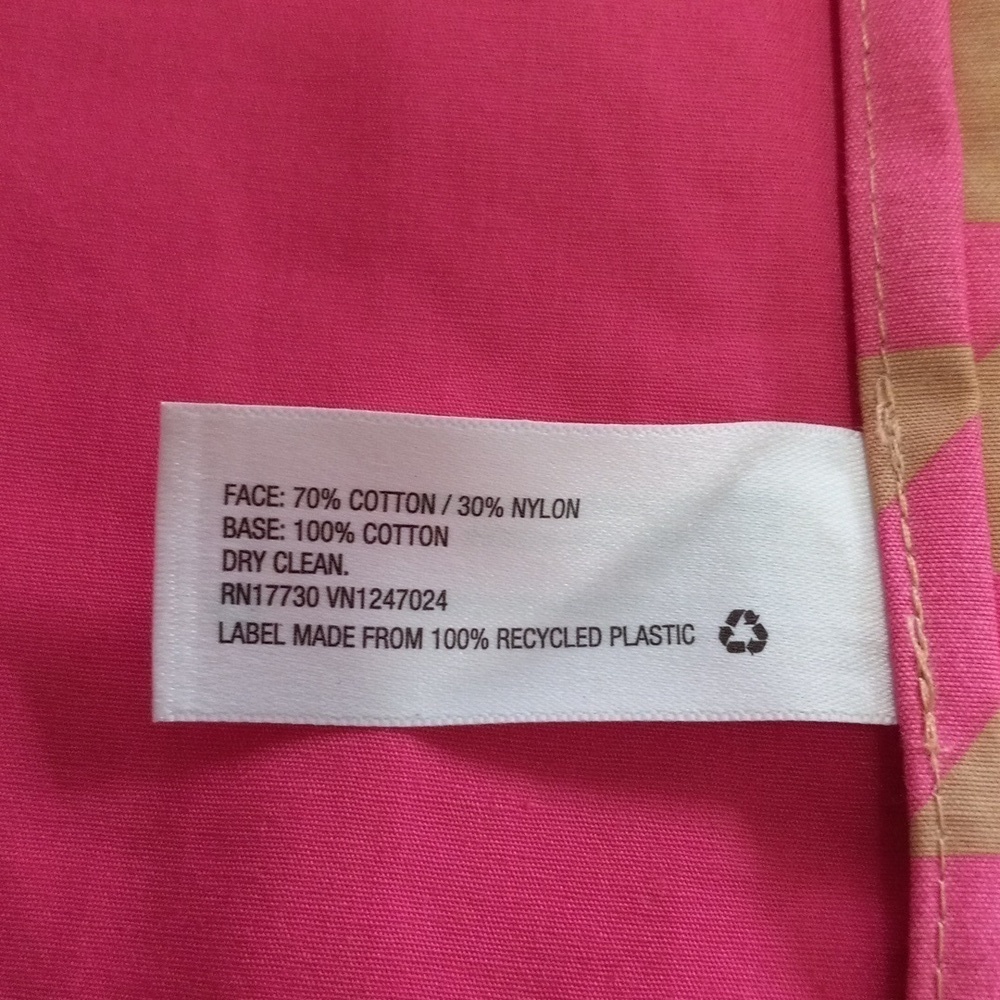 FACE: 70% COTTON / 30% NYLON
BASE: 100% COTTON
DRY CLEAN.
RN17730 VN1247024
LABEL MADE FROM 100% RECYCLED PLASTIC